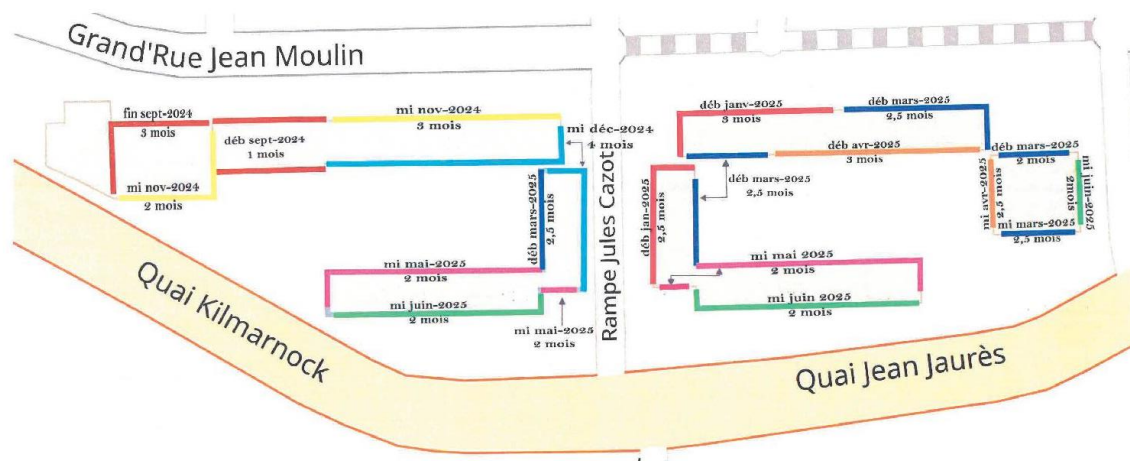 Grand'Rue Jean Moulin
fin sept-2024
3 mois
déb sept-2024
1 mois
mi nov-2024
2 mois
mi nov-2024
3 mois
mi déc-2024
4 mois
déb mars-2025
2,5 mois
mi mai-2025
2 mois
mi juin-2025
2 mois
mi mai-2025
2 mois
Rampe Jules Cazot
déb janv-2025
3 mois
déb mars-2025
2,5 mois
déb avr-2025
3 mois
déb mars-2025
2,5 mois
déb jan-2025
2,5 mois
mi mai 2025
2 mois
mi juin 2025
2 mois
déb mars-2025
2 mois
mi avr-2025
2,5 mois
mi juin-2025
2mois
mi mars-2025
2,5 mois
Quai Kilmarnock
Quai Jean Jaurès